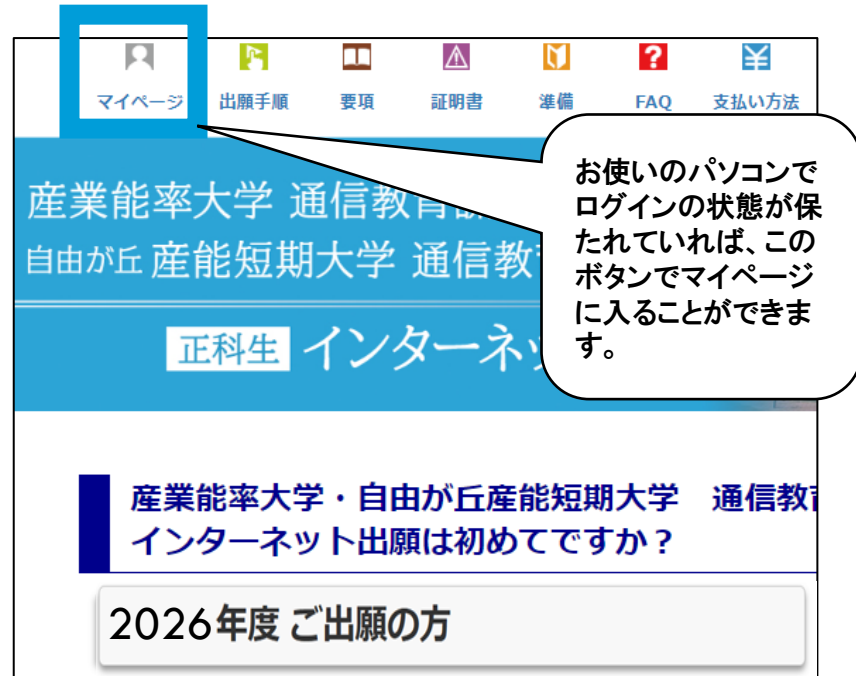 マイページ
出願手順
要項
証明書
準備
FAQ
支払い方法
お使いのパソコンで
ログインの状態が保
たれていれば、この
ボタンでマイページ
に入ることができま
す。
産業能率大学 通信教
自由が丘 産能短期大学 通信教
正科生 インターネッ
産業能率大学・自由が丘産能短期大学　通信教
インターネット出願は初めてですか？
2026年度 ご出願の方